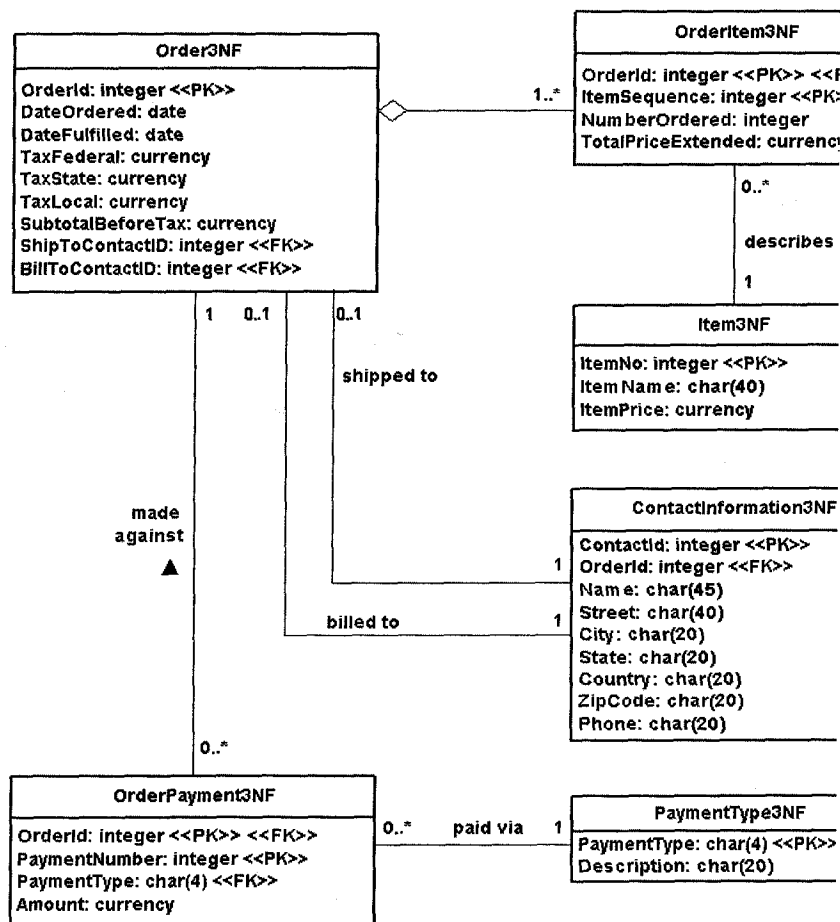 Order3NF
OrderId: integer <<PK>>
DateOrdered: date
DateFulfilled: date
TaxFederal: currency
TaxState: currency
TaxLocal: currency
SubtotalBeforeTax: currency
ShipToContactID: integer <<FK>>
BillToContactID: integer <<FK>>
1..*
OrderItem3NF
OrderId: integer <<PK>> <<F
ItemSequence: integer <<PK>
NumberOrdered: integer
TotalPriceExtended: currency
0..*
describes
1
Item3NF
ItemNo: integer <<PK>>
ItemName: char(40)
ItemPrice: currency
1
0..1
0..1
shipped to
made
against
billed to
1
1
ContactInformation3NF
ContactId: integer <<PK>>
OrderId: integer <<FK>>
Name: char(45)
Street: char(40)
City: char(20)
State: char(20)
Country: char(20)
ZipCode: char(20)
Phone: char(20)
0..*
OrderPayment3NF
OrderId: integer <<PK>> <<FK>>
PaymentNumber: integer <<PK>>
PaymentType: char(4) <<FK>>
Amount: currency
0..*
paid via
1
PaymentType3NF
PaymentType: char(4) <<PK>>
Description: char(20)